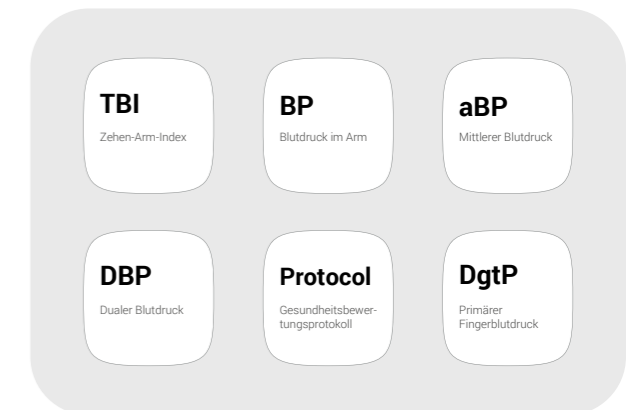 TBI
Zehen-Arm-Index
BP
Blutdruck im Arm
aBP
Mittlerer Blutdruck
DBP
Dualer Blutdruck
Protocol
Gesundheitsbewer-
tungsprotokoll
DgtP
Primärer
Fingerblutdruck